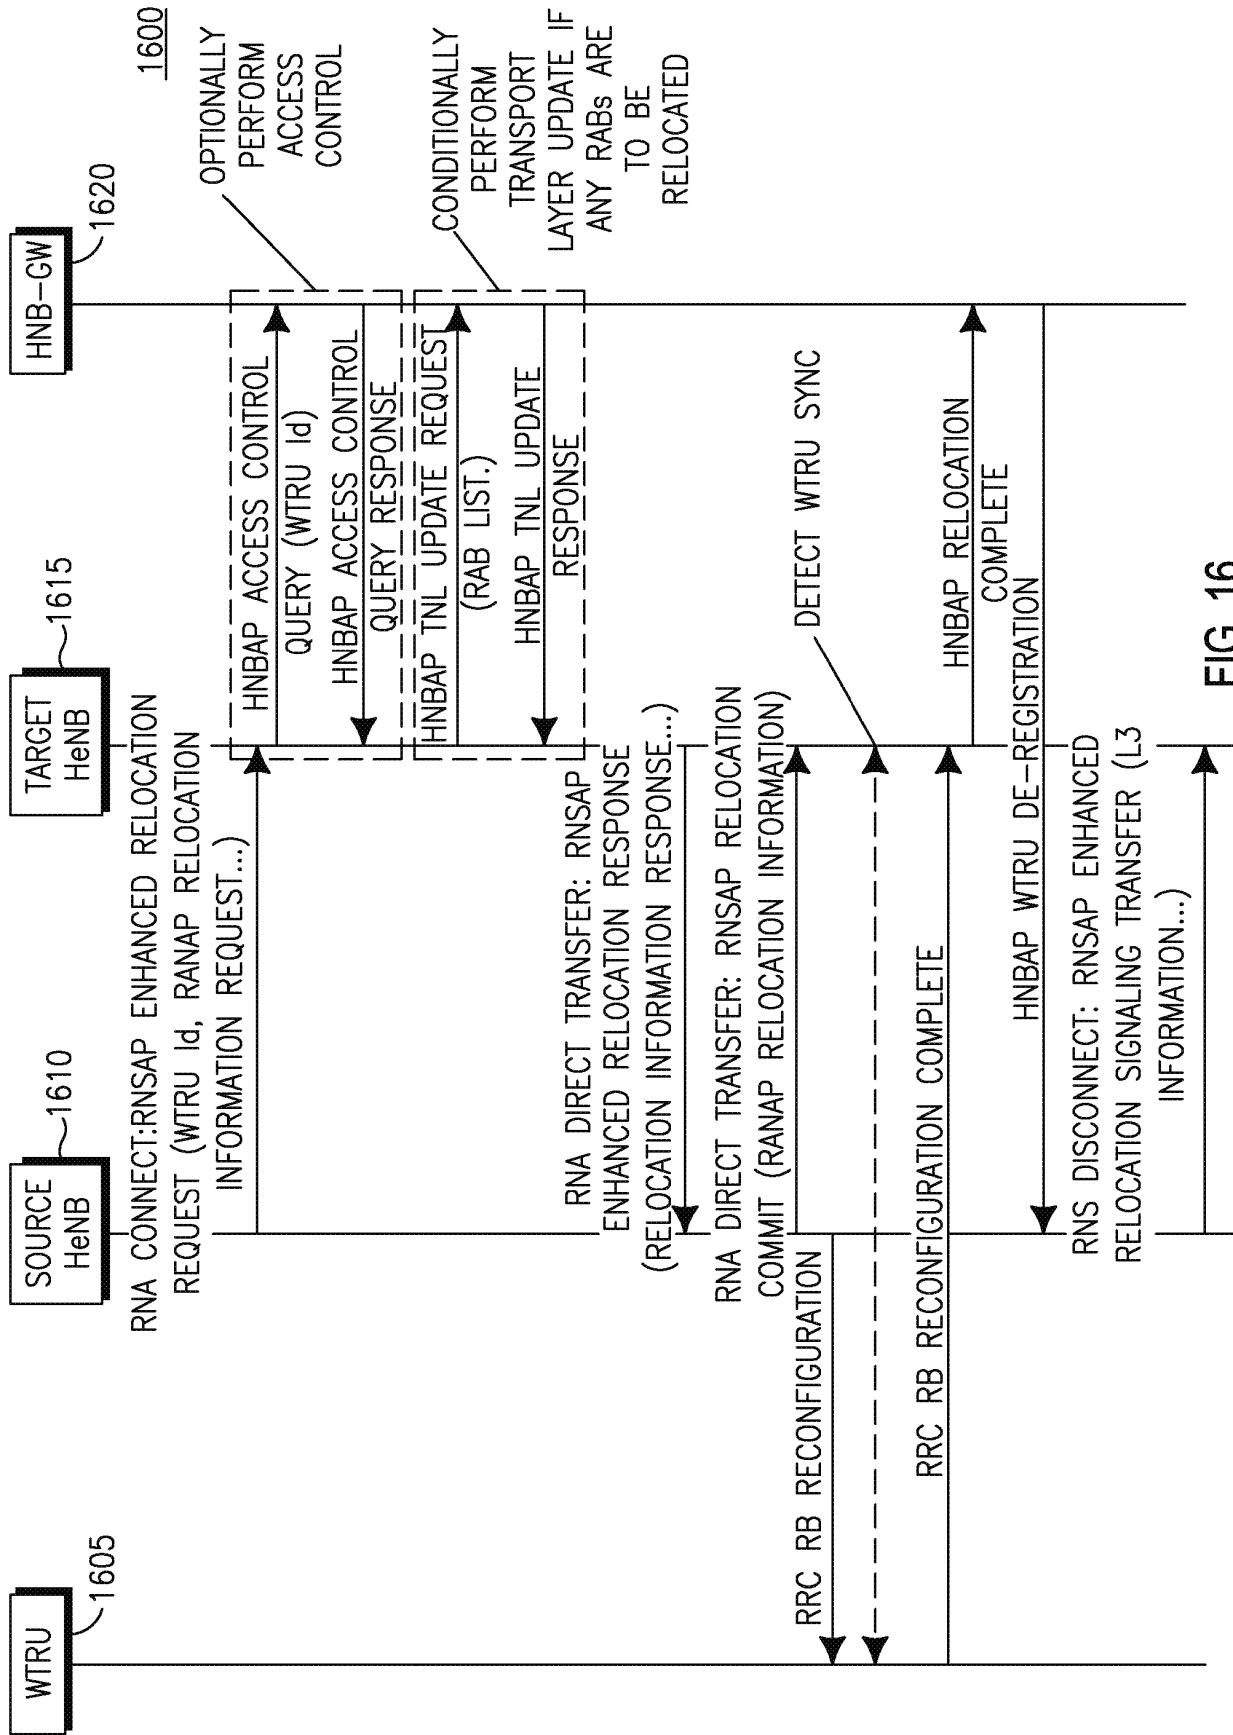 1600
WTRU
1605
SOURCE
HeNB
1610
TARGET
HeNB
1615
HNB-GW
1620
RNA CONNECT:RNSAP ENHANCED RELOCATION
REQUEST (WTRU Id, RANAP RELOCATION
INFORMATION REQUEST...)
HNBAP ACCESS CONTROL
QUERY (WTRU Id)
HNBAP ACCESS CONTROL
QUERY RESPONSE
OPTIONALLY
PERFORM
ACCESS
CONTROL
HNBAP TNL UPDATE REQUEST
(RAB LIST.)
HNBAP TNL UPDATE
RESPONSE
CONDITIONALLY
PERFORM
TRANSPORT
LAYER UPDATE IF
ANY RABs ARE
TO BE
RELOCATED
RNA DIRECT TRANSFER: RNSAP
ENHANCED RELOCATION RESPONSE
(RELOCATION INFORMATION RESPONSE...)
RNA DIRECT TRANSFER: RNSAP RELOCATION
COMMIT (RANAP RELOCATION INFORMATION)
RRC RB RECONFIGURATION
DETECT WTRU SYNC
RRC RB RECONFIGURATION COMPLETE
HNBAP RELOCATION
COMPLETE
HNBAP WTRU DE-REGISTRATION
RNS DISCONNECT: RNSAP ENHANCED
RELOCATION SIGNALING TRANSFER (L3
INFORMATION...)
FIG. 16